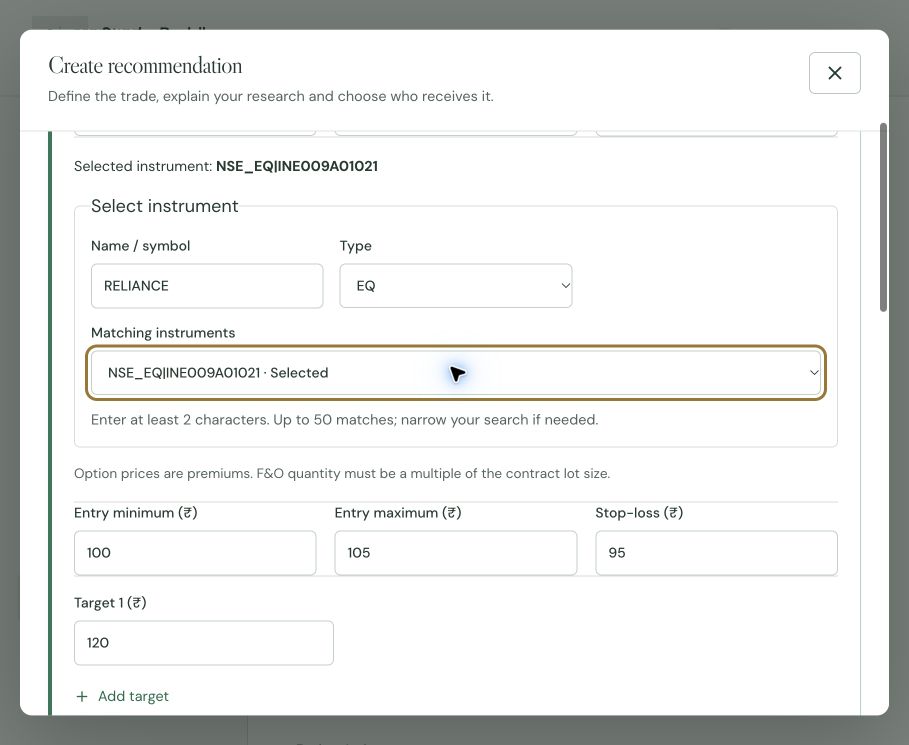 Create recommendation
Define the trade, explain your research and choose who receives it.
Selected instrument: NSE_EQ|INE009A01021
Select instrument
Name / symbol
Type
RELIANCE
EQ
Matching instruments
NSE_EQ|INE009A01021 · Selected
Enter at least 2 characters. Up to 50 matches; narrow your search if needed.
Option prices are premiums. F&O quantity must be a multiple of the contract lot size.
Entry minimum (₹)
Entry maximum (₹)
Stop-loss (₹)
100
105
95
Target 1 (₹)
120
+ Add target